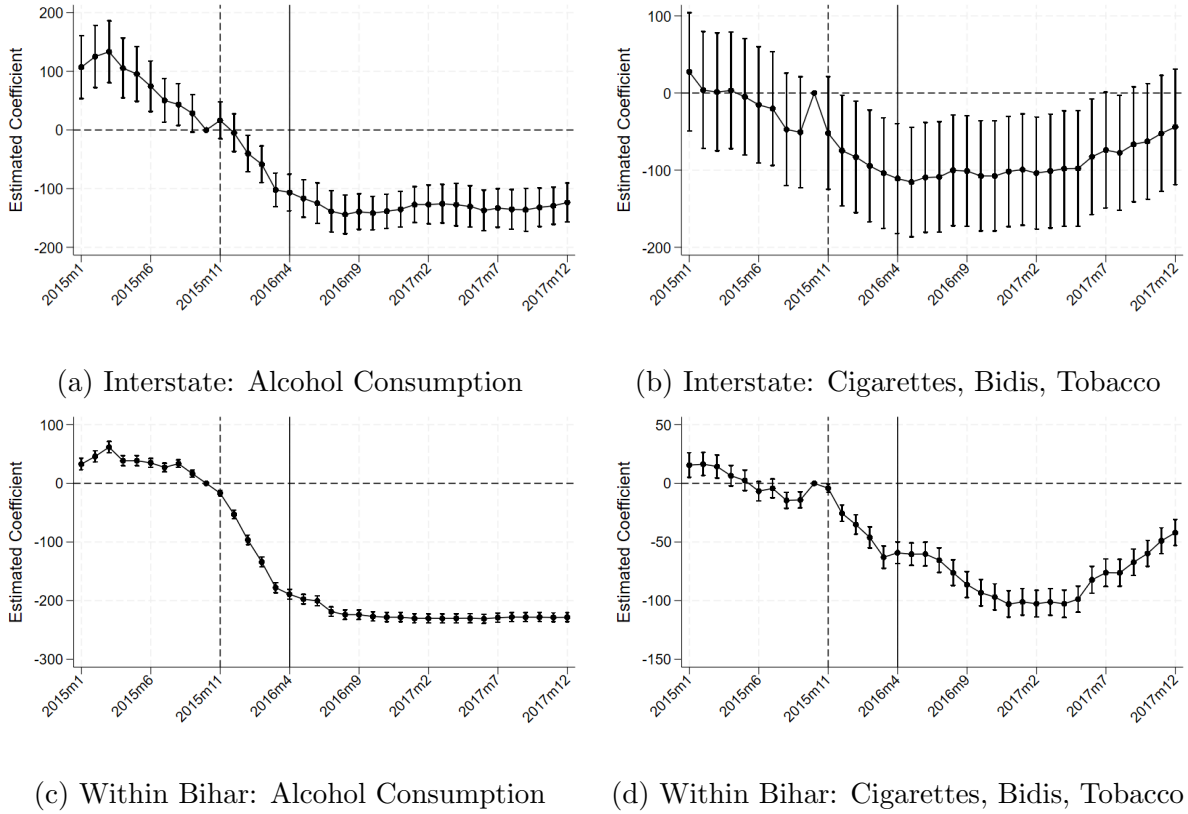 200
100
0
-100
-200
Estimated Coefficient
2015m1
2015m6
2015m11
2016m4
2016m9
2017m2
2017m7
2017m12
(a) Interstate: Alcohol Consumption
100
0
-100
-200
Estimated Coefficient
2015m1
2015m6
2015m11
2016m4
2016m9
2017m2
2017m7
2017m12
(b) Interstate: Cigarettes, Bidis, Tobacco
100
0
-100
-200
-300
Estimated Coefficient
2015m1
2015m6
2015m11
2016m4
2016m9
2017m2
2017m7
2017m12
(c) Within Bihar: Alcohol Consumption
50
0
-50
-100
-150
Estimated Coefficient
2015m1
2015m6
2015m11
2016m4
2016m9
2017m2
2017m7
2017m12
(d) Within Bihar: Cigarettes, Bidis, Tobacco